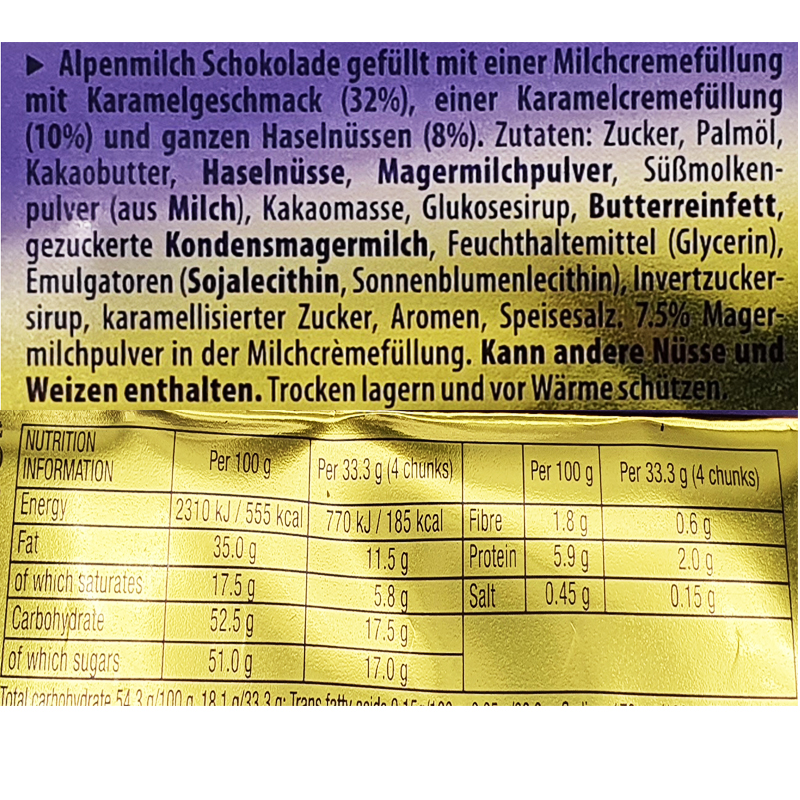 ▶ Alpenmilch Schokolade gefüllt mit einer Milchcremefüllung
mit Karamelgeschmack (32%), einer Karamelcremefüllung
(10%) und ganzen Haselnüssen (8%). Zutaten: Zucker, Palmöl,
Kakaobutter, Haselnüsse, Magermilchpulver, Süßmolken-
pulver (aus Milch), Kakaomasse, Glukosesirup, Butterreinfett,
gezuckerte Kondensmagermilch, Feuchthaltemittel (Glycerin),
Emulgatoren (Sojalecithin, Sonnenblumenlecithin), Invertzucker-
sirup, karamellisierter Zucker, Aromen, Speisesalz. 7.5% Mager-
milchpulver in der Milchcrèmefüllung. Kann andere Nüsse und
Weizen enthalten. Trocken lagern und vor Wärme schützen.
NUTRITION INFORMATION Per 100 g Per 33.3 g (4 chunks) Per 100 g Per 33.3 g (4 chunks)
Energy 2310 kJ / 555 kcal 770 kJ / 185 kcal Fibre 1.8 g 0.6 g
Fat 35.0 g 11.5 g Protein 5.9 g 2.0 g
of which saturates 17.5 g 5.8 g Salt 0.45 g 0.15 g
Carbohydrate 52.5 g 17.5 g
of which sugars 51.0 g 17.0 g
Total carbohydrate 54.3 g/100 g, 18.1 g/33.3 g; Trans fatty acids